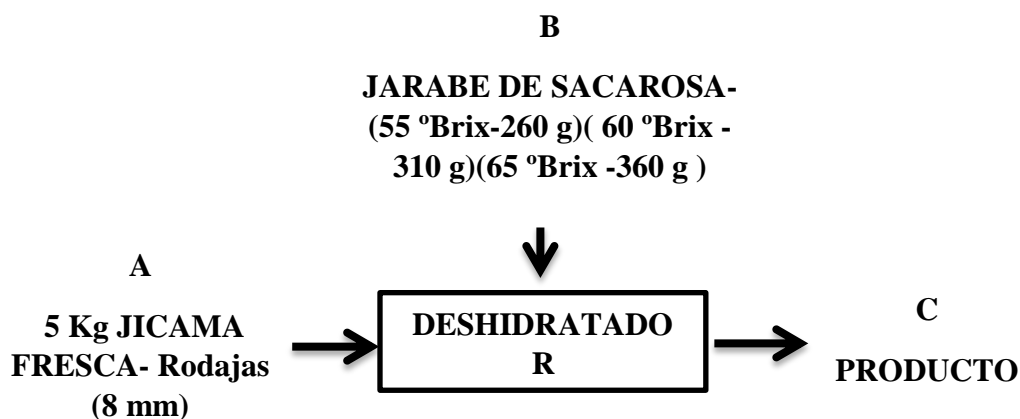 B
JARABE DE SACAROSA-
(55 ºBrix-260 g)( 60 ºBrix -
310 g)(65 ºBrix -360 g )
A
5 Kg JICAMA
FRESCA- Rodajas
(8 mm)
DESHIDRATADO
R
C
PRODUCTO